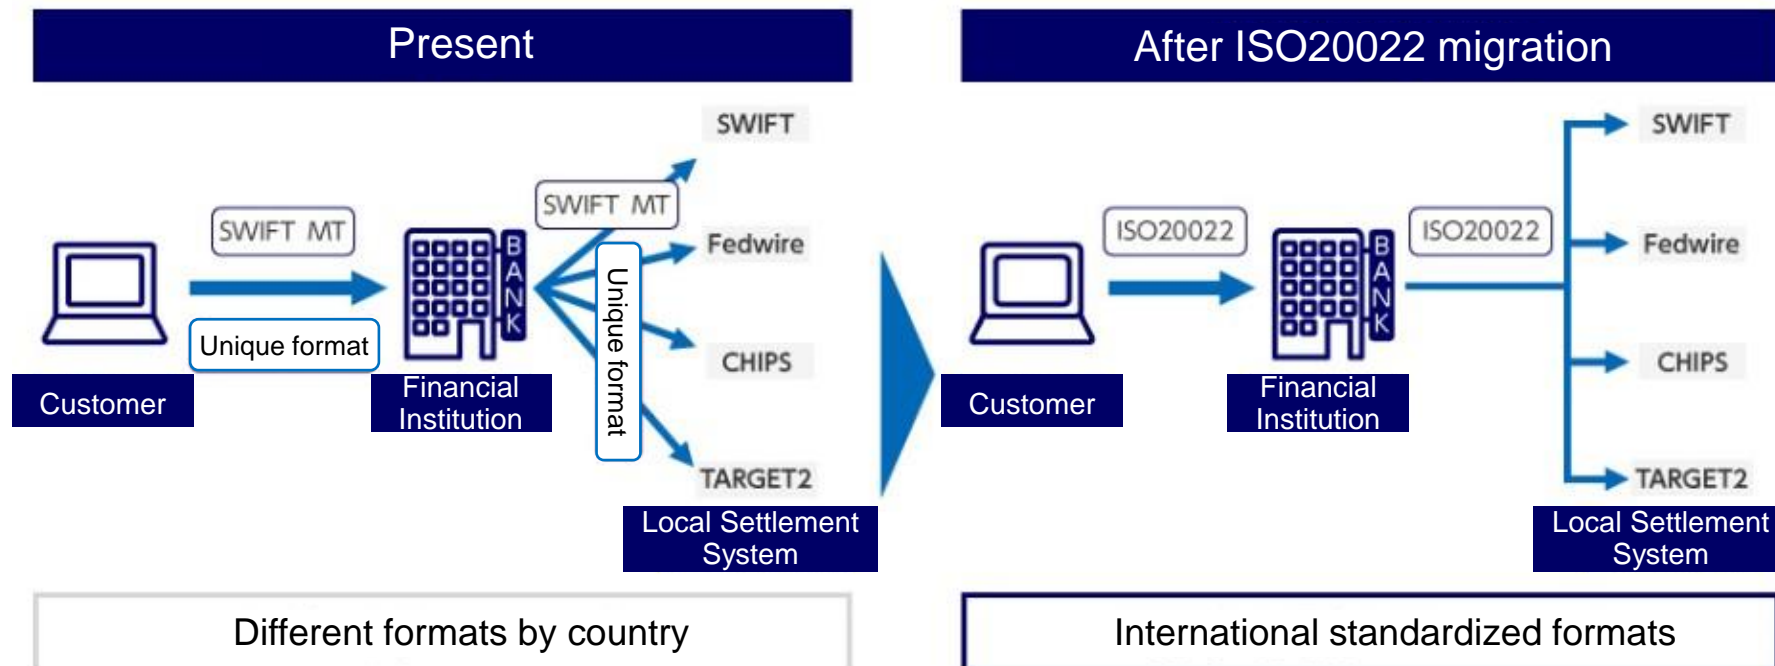 Present
SWIFT
SWIFT MT
SWIFT MT
BANK
Fedwire
Unique format
Unique format
CHIPS
Customer
Financial
Institution
TARGET2
Local Settlement
System
Different formats by country
After ISO20022 migration
SWIFT
ISO20022
ISO20022
BANK
Fedwire
CHIPS
Customer
Financial
Institution
TARGET2
Local Settlement
System
International standardized formats